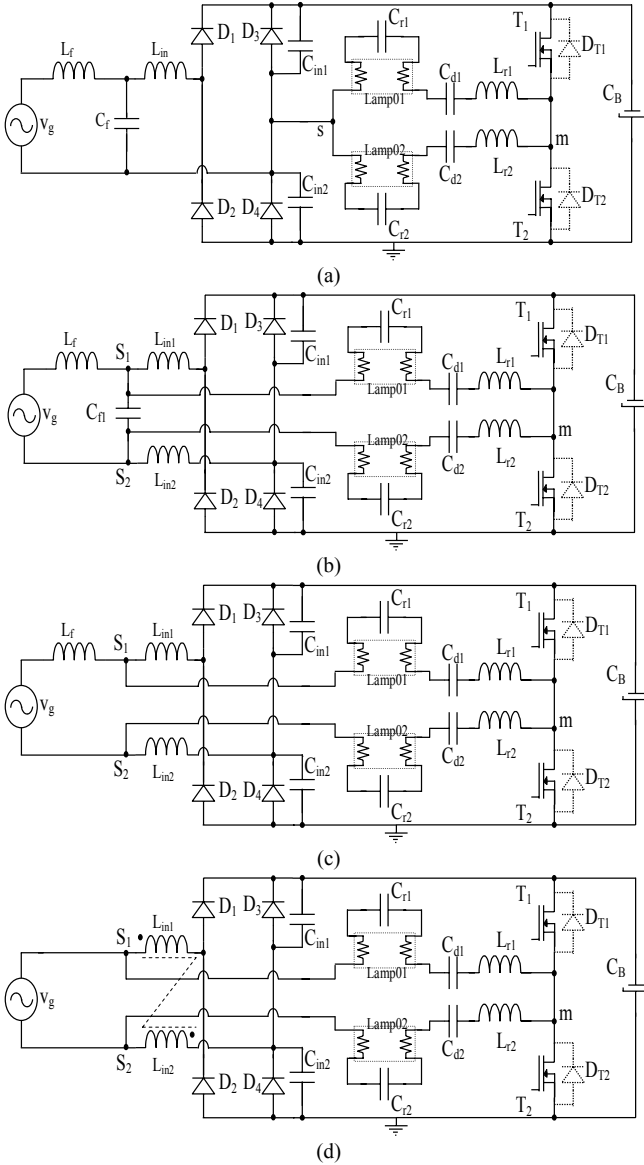 L_f L_in D_1 D_3 C_in1 C_r1 Lamp01 C_d1 L_r1 T_1 D_T1 C_B
v_g C_f s m
D_2 D_4 C_in2 Lamp02 C_r2 C_d2 L_r2 T_2 D_T2
(a)
L_f S_1 L_in1 D_1 D_3 C_in1 C_r1 Lamp01 C_d1 L_r1 T_1 D_T1 C_B
v_g C_f1 m
S_2 L_in2 D_2 D_4 C_in2 Lamp02 C_r2 C_d2 L_r2 T_2 D_T2
(b)
L_f S_1 L_in1 D_1 D_3 C_in1 C_r1 Lamp01 C_d1 L_r1 T_1 D_T1 C_B
v_g m
S_2 L_in2 D_2 D_4 C_in2 Lamp02 C_r2 C_d2 L_r2 T_2 D_T2
(c)
S_1 L_in1 D_1 D_3 C_in1 C_r1 Lamp01 C_d1 L_r1 T_1 D_T1 C_B
v_g m
S_2 L_in2 D_2 D_4 C_in2 Lamp02 C_r2 C_d2 L_r2 T_2 D_T2
(d)